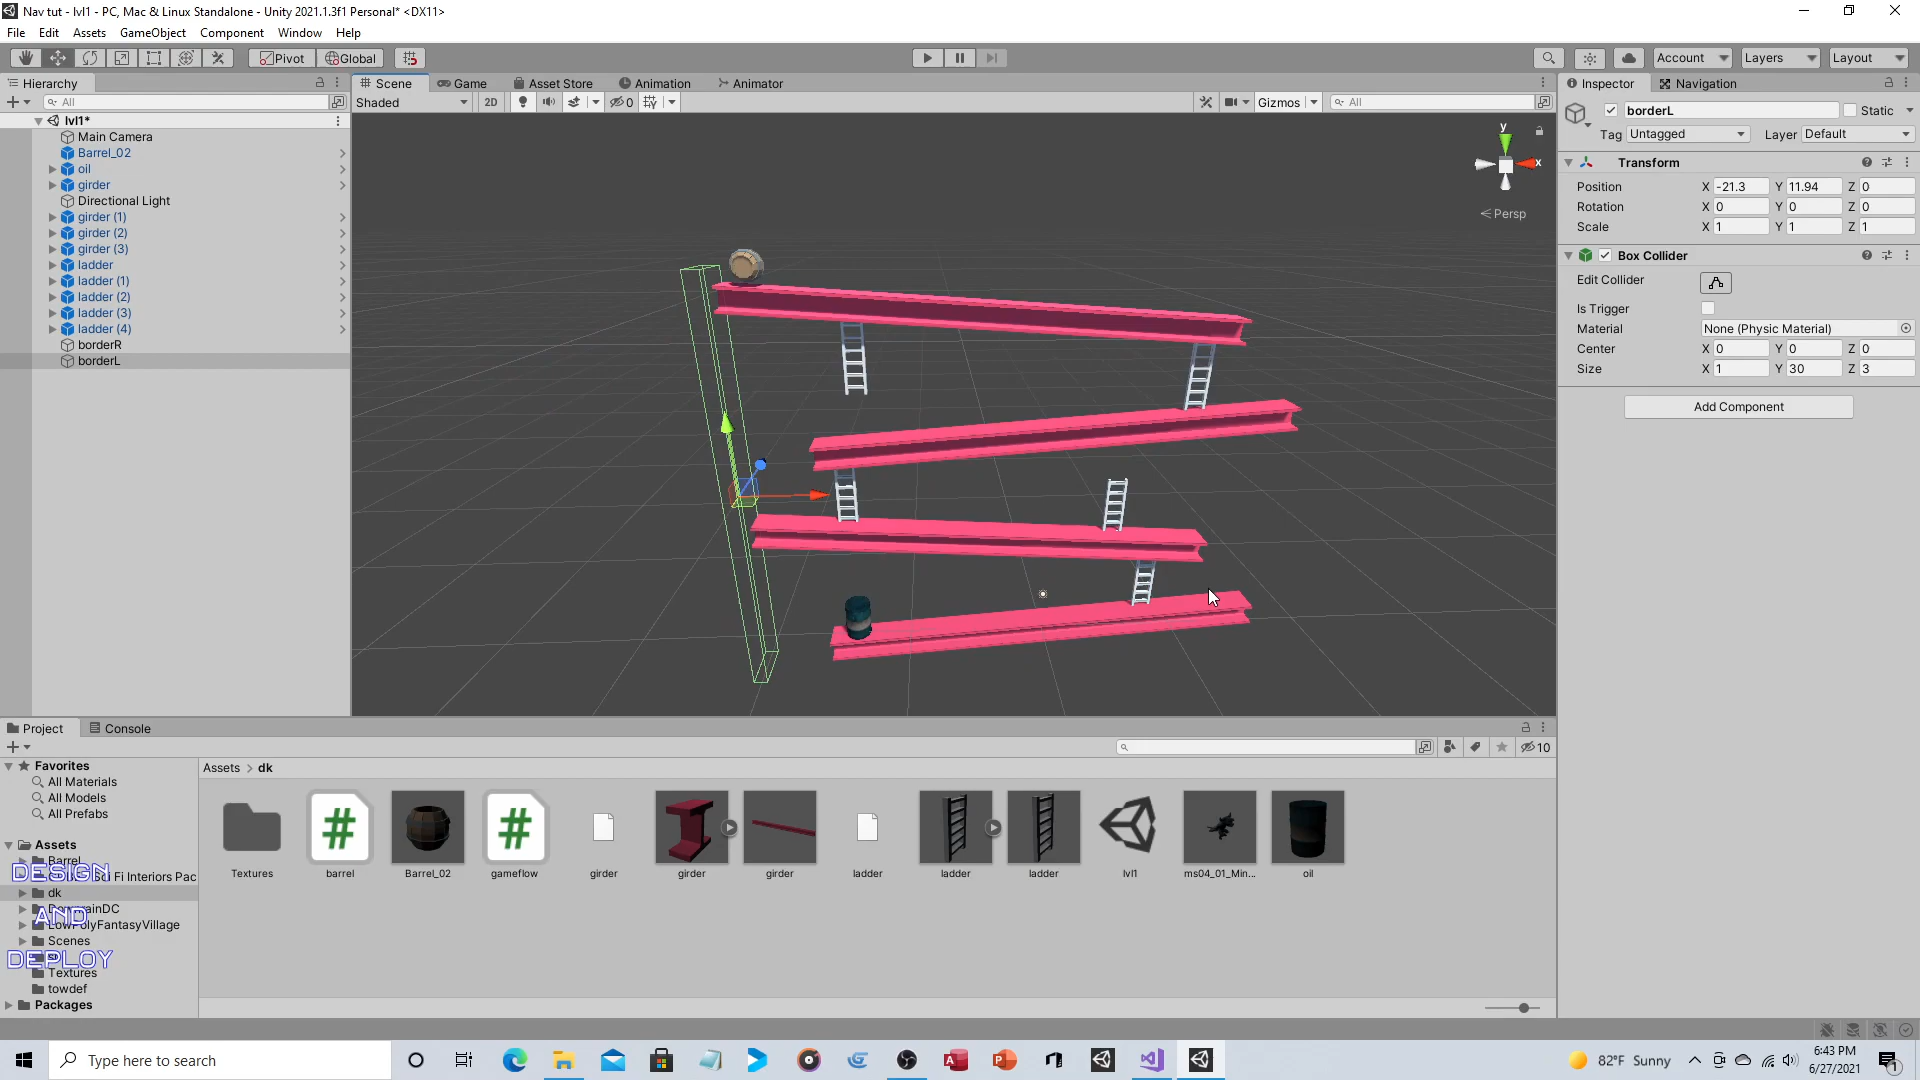 Nav tut - lvl1 - PC, Mac & Linux Standalone - Unity 2021.1.3f1 Personal* <DX11>
File Edit Assets GameObject Component Window Help
Pivot Global Account Layers Layout
Hierarchy
All
lvl1*
Main Camera
Barrel_02
oil
girder
Directional Light
girder (1)
girder (2)
girder (3)
ladder
ladder (1)
ladder (2)
ladder (3)
ladder (4)
borderR
borderL
Scene Game Asset Store Animation Animator
Shaded 2D 0 Gizmos All
y
x
Persp
Inspector Navigation
borderL Static
Tag Untagged Layer Default
Transform
Position X -21.3 Y 11.94 Z 0
Rotation X 0 Y 0 Z 0
Scale X 1 Y 1 Z 1
Box Collider
Edit Collider
Is Trigger
Material None (Physic Material)
Center X 0 Y 0 Z 0
Size X 1 Y 30 Z 3
Add Component
Project Console
10
Favorites
All Materials
All Models
All Prefabs
Assets
Barrel
Sci Fi Interiors Pac
dk
LowPolyFantasyVillage
Scenes
Textures
towdef
Packages
DESIGN
AND
DEPLOY
Assets > dk
Textures barrel Barrel_02 gameflow girder girder girder ladder ladder ladder lvl1 ms04_01_Min... oil
Type here to search
82°F Sunny
6:43 PM
6/27/2021
1